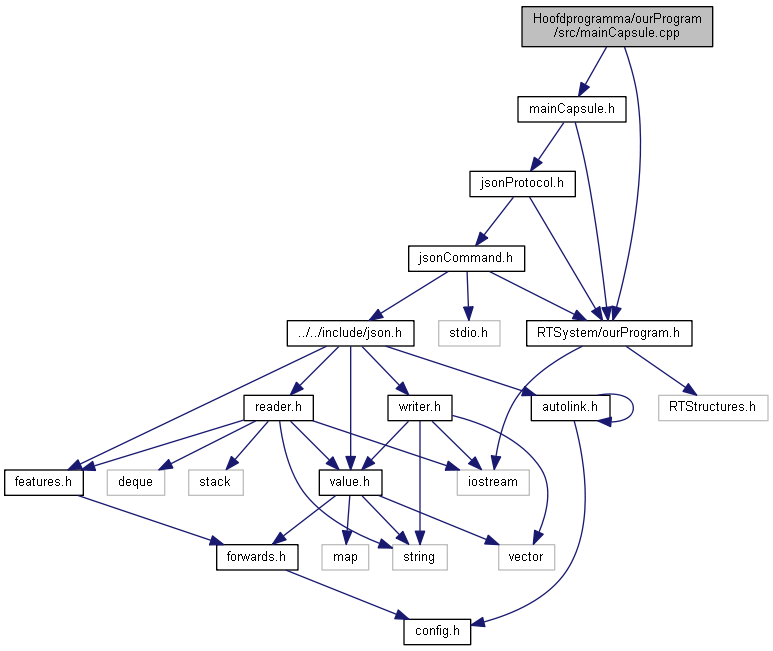 Hoofdprogramma/ourProgram
/src/mainCapsule.cpp
mainCapsule.h
jsonProtocol.h
jsonCommand.h
../../include/json.h
stdio.h
RTSystem/ourProgram.h
reader.h
writer.h
autolink.h
RTStructures.h
features.h
deque
stack
value.h
iostream
forwards.h
map
string
vector
config.h